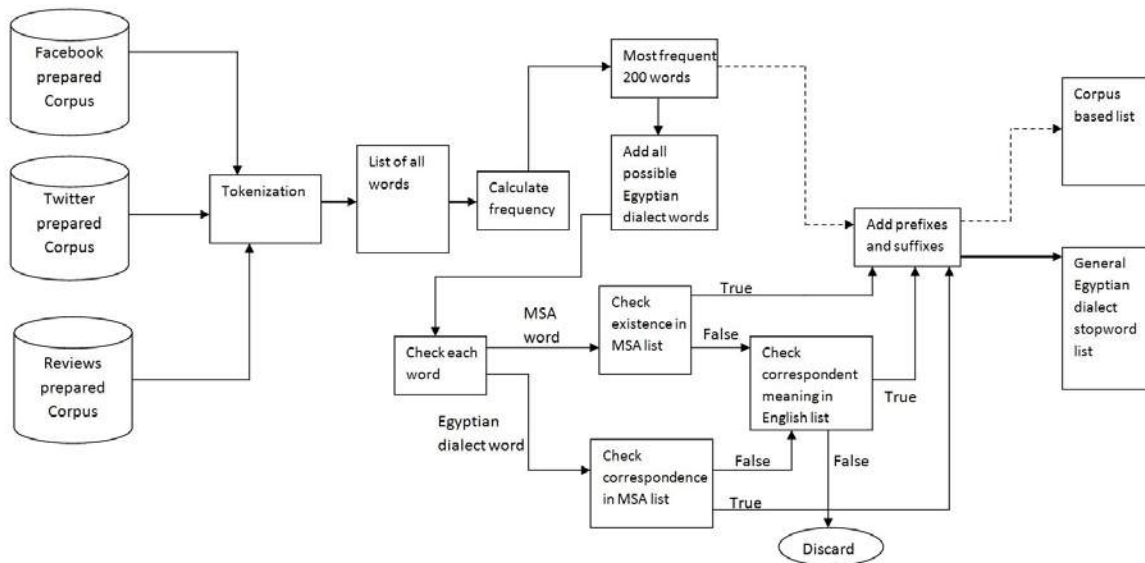 Facebook
prepared
Corpus
Twitter
prepared
Corpus
Reviews
prepared
Corpus
Tokenization
List of all
words
Calculate
frequency
Most frequent
200 words
Add all
possible
Egyptian
dialect words
Check each
word
MSA
word
Egyptian
dialect word
Check
existence in
MSA list
True
False
Check
correspondence
in MSA list
False
True
Check
correspondent
meaning in
English list
True
False
Discard
Add prefixes
and suffixes
Corpus
based list
General
Egyptian
dialect
stopword
list